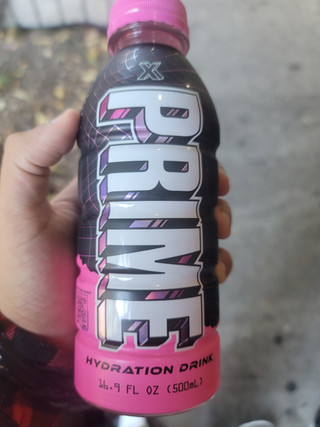 X
PRIME
HYDRATION DRINK
16.9 FL OZ (500mL)